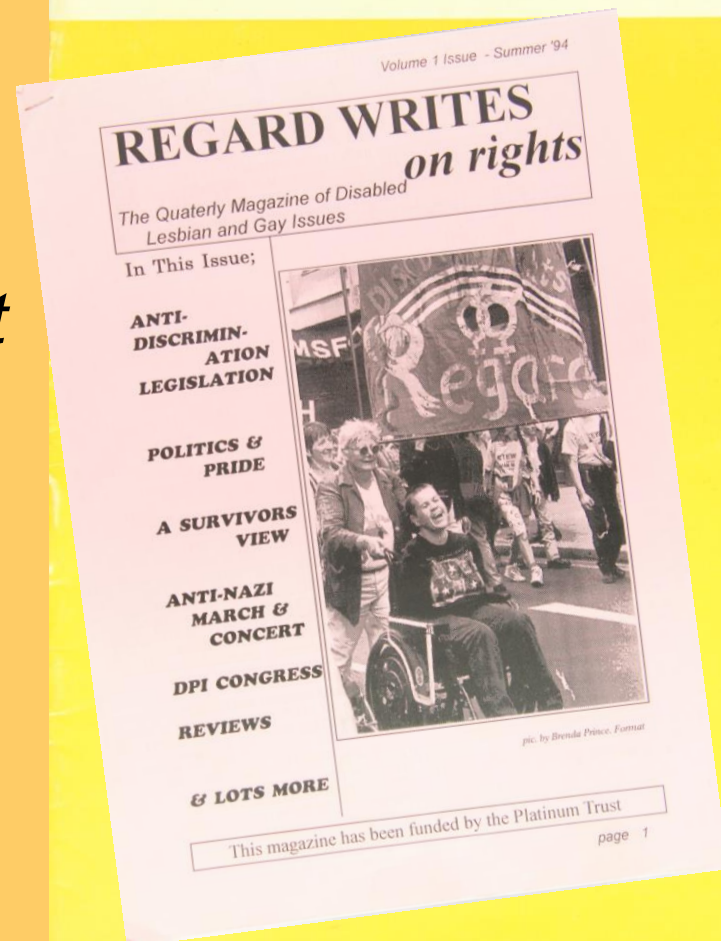 t
Volume 1 Issue - Summer '94
REGARD WRITES
on rights
The Quaterly Magazine of Disabled
Lesbian and Gay Issues
In This Issue;
ANTI-
DISCRIMIN-
ATION
LEGISLATION
POLITICS &
PRIDE
A SURVIVORS
VIEW
ANTI-NAZI
MARCH &
CONCERT
DPI CONGRESS
REVIEWS
& LOTS MORE
MSF
H
Regard
pic. by Brenda Prince. Format
This magazine has been funded by the Platinum Trust
page 1